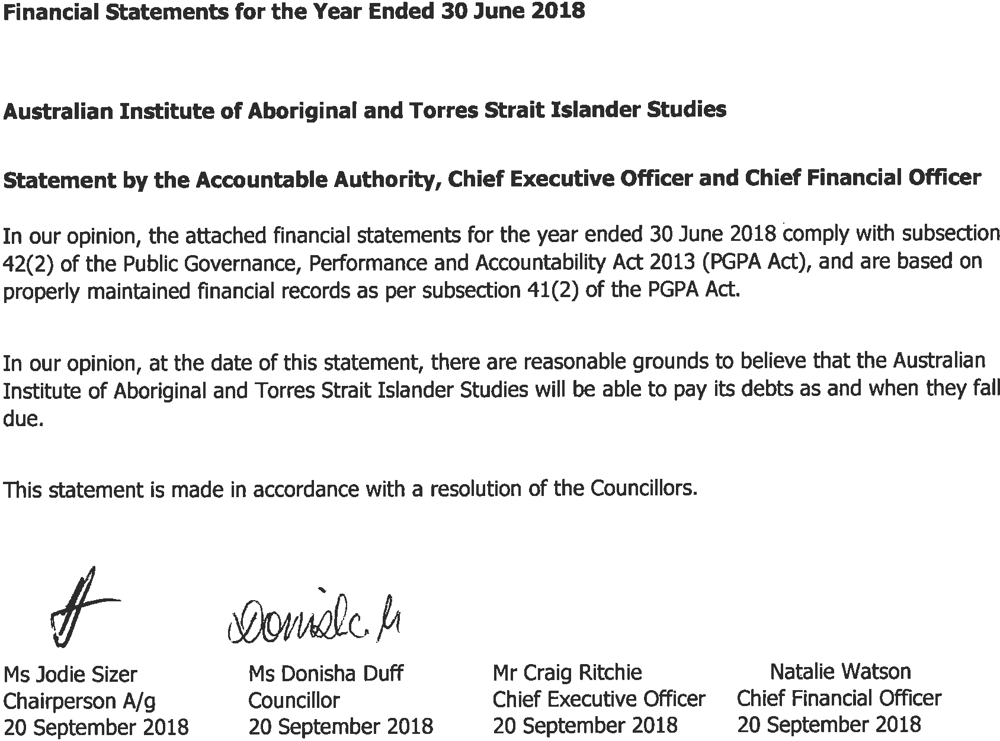 Financial Statements for the Year Ended 30 June 2018
Australian Institute of Aboriginal and Torres Strait Islander Studies
Statement by the Accountable Authority, Chief Executive Officer and Chief Financial Officer
In our opinion, the attached financial statements for the year ended 30 June 2018 comply with subsection
42(2) of the Public Governance, Performance and Accountability Act 2013 (PGPA Act), and are based on
properly maintained financial records as per subsection 41(2) of the PGPA Act.
In our opinion, at the date of this statement, there are reasonable grounds to believe that the Australian
Institute of Aboriginal and Torres Strait Islander Studies will be able to pay its debts as and when they fall
due.
This statement is made in accordance with a resolution of the Councillors.
Ms Jodie Sizer Ms Donisha Duff Mr Craig Ritchie Natalie Watson
Chairperson A/g Councillor Chief Executive Officer Chief Financial Officer
20 September 2018 20 September 2018 20 September 2018 20 September 2018